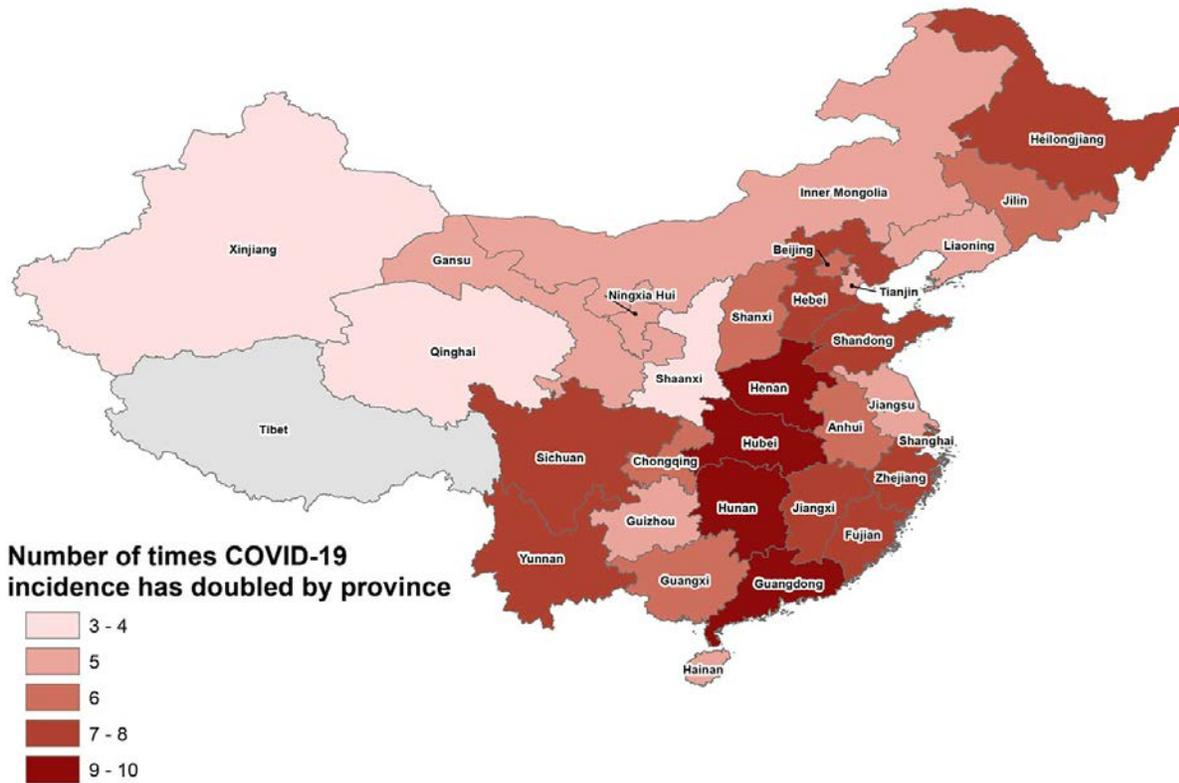 Heilongjiang
Inner Mongolia
Jilin
Xinjiang
Gansu
Beijing
Liaoning
Ningxia Hui
Hebei
Tianjin
Shanxi
Shandong
Qinghai
Shaanxi
Henan
Jiangsu
Tibet
Anhui
Hubei
Shanghai
Sichuan
Chongqing
Zhejiang
Hunan
Jiangxi
Guizhou
Fujian
Yunnan
Guangxi
Guangdong
Hainan
Number of times COVID-19
incidence has doubled by province
3 - 4
5
6
7 - 8
9 - 10